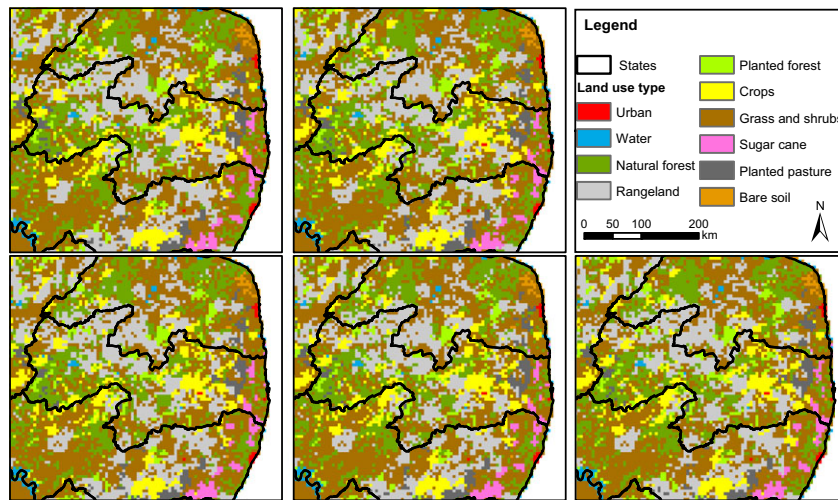 Legend
States
Land use type
Urban
Water
Natural forest
Rangeland
Planted forest
Crops
Grass and shrubs
Sugar cane
Planted pasture
Bare soil
0 50 100 200
km
N